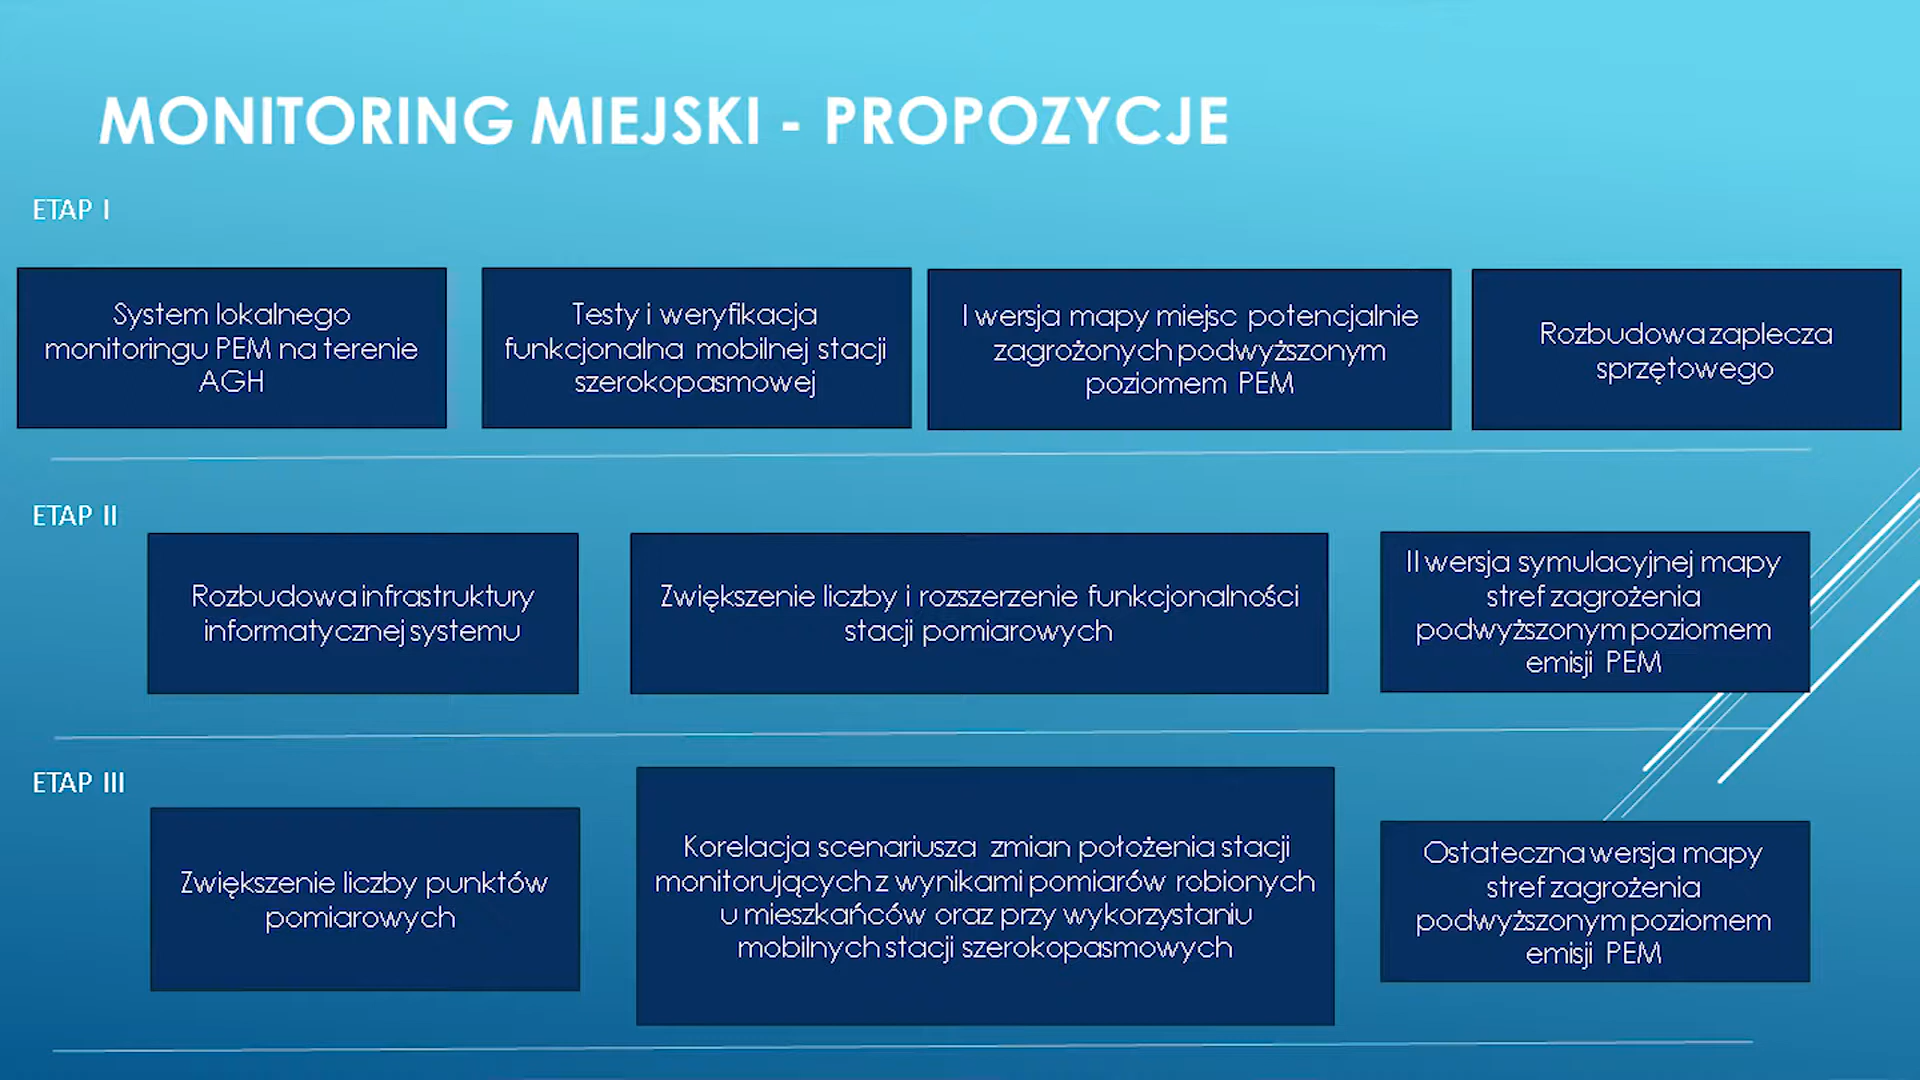 MONITORING MIEJSKI - PROPOZYCJE
ETAP I
System lokalnego
monitoringu PEM na terenie
AGH
Testy i weryfikacja
funkcjonalna mobilnej stacji
szerokopasmowej
I wersja mapy miejsc potencjalnie
zagrożonych podwyższonym
poziomem PEM
Rozbudowa zaplecza
sprzętowego
ETAP II
Rozbudowa infrastruktury
informatycznej systemu
Zwiększenie liczby i rozszerzenie funkcjonalności
stacji pomiarowych
II wersja symulacyjnej mapy
stref zagrożenia
podwyższonym poziomem
emisji PEM
ETAP III
Zwiększenie liczby punktów
pomiarowych
Korelacja scenariusza zmian położenia stacji
monitorujących z wynikami pomiarów robionych
u mieszkańców oraz przy wykorzystaniu
mobilnych stacji szerokopasmowych
Ostateczna wersja mapy
stref zagrożenia
podwyższonym poziomem
emisji PEM